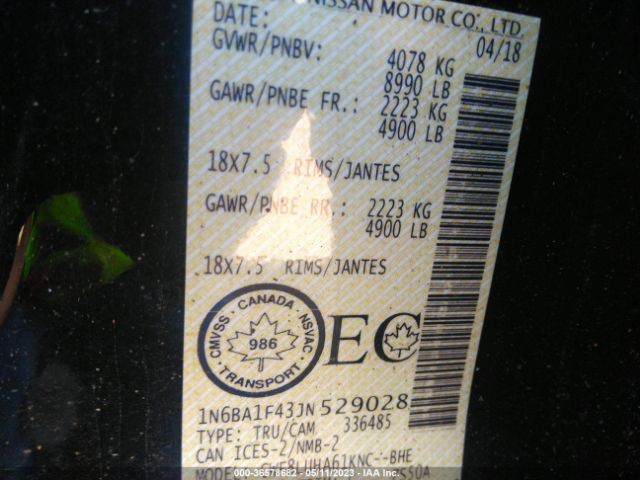 NISSAN MOTOR CO., LTD.
DATE: 04/18
GVWR/PNBV: 4078 KG
8990 LB
GAWR/PNBE FR.: 2223 KG
4900 LB
18X7.5 RIMS/JANTES
GAWR/PNBE RR.: 2223 KG
4900 LB
18X7.5 RIMS/JANTES
CMVSS · CANADA · NSVAC
986
TRANSPORT
EC
1N6BA1F43JN529028
TYPE: TRU/CAM 336485
CAN ICES-2/NMB-2
-BHE
000-36578682 - 05/11/2023 - IAA Inc.